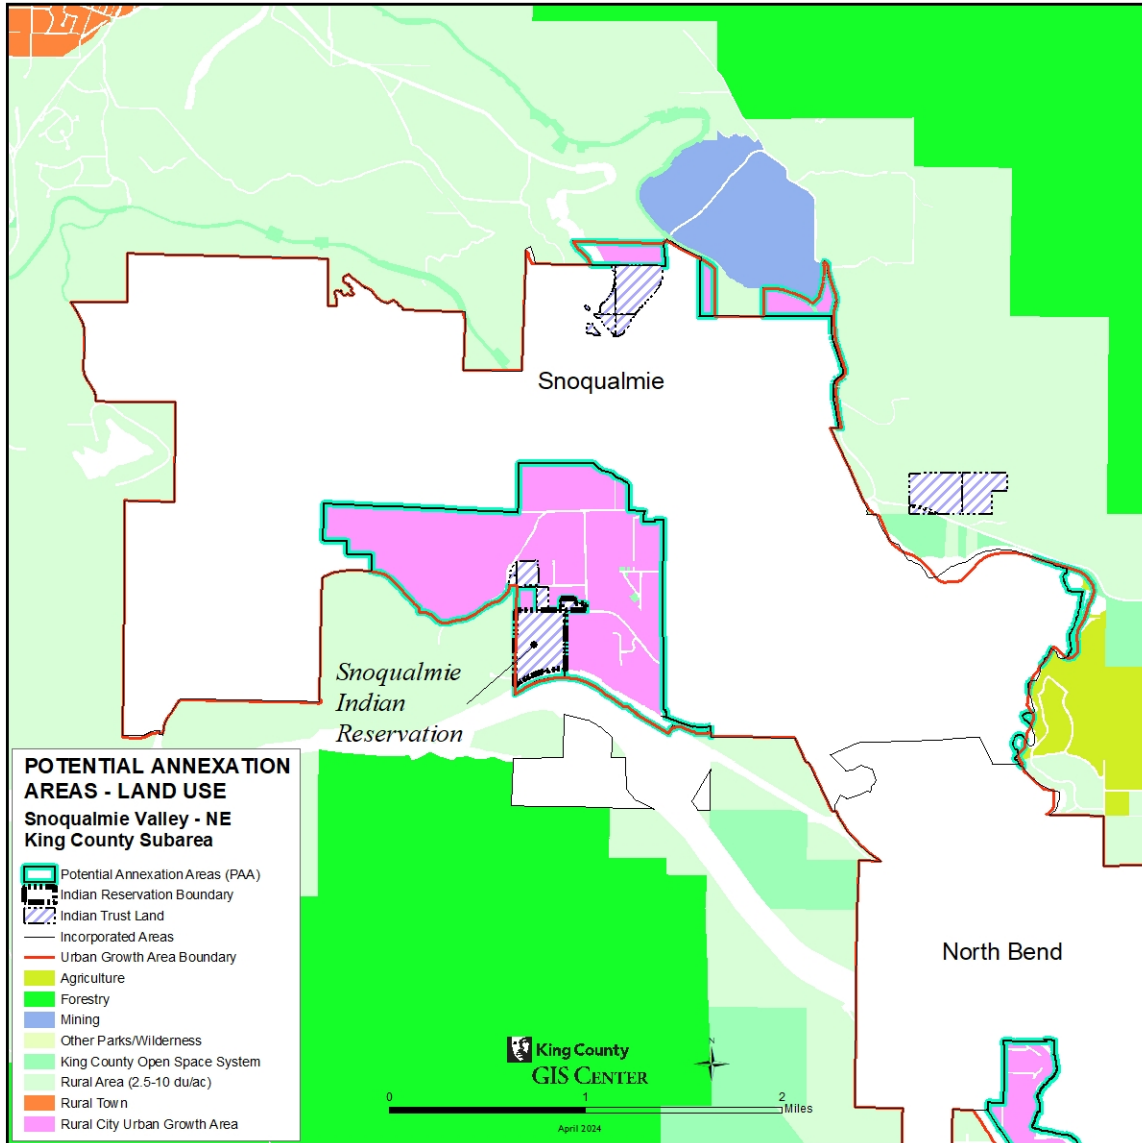 Snoqualmie
Snoqualmie
Indian
Reservation
North Bend
POTENTIAL ANNEXATION
AREAS - LAND USE
Snoqualmie Valley - NE
King County Subarea
Potential Annexation Areas (PAA)
Indian Reservation Boundary
Indian Trust Land
Incorporated Areas
Urban Growth Area Boundary
Agriculture
Forestry
Mining
Other Parks/Wilderness
King County Open Space System
Rural Area (2.5-10 du/ac)
Rural Town
Rural City Urban Growth Area
King County
GIS CENTER
N
0 1 2
Miles
April 2024